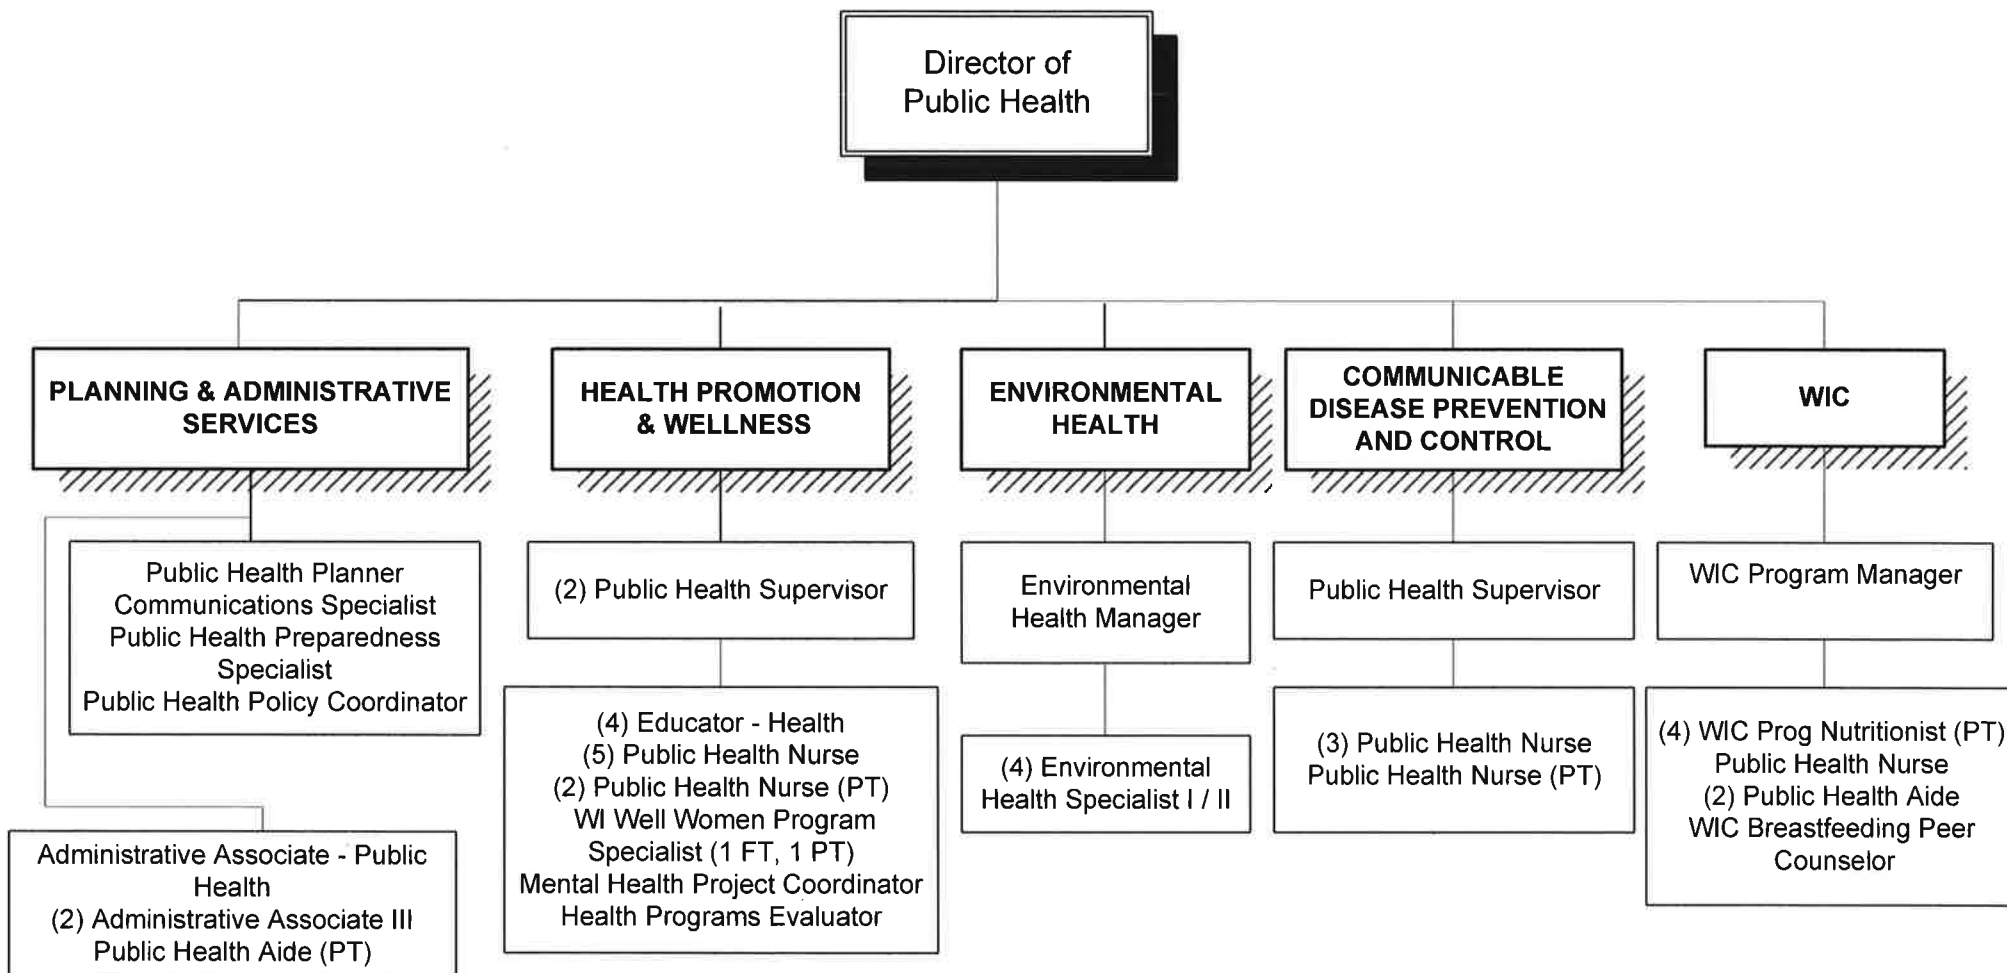 Director of
Public Health
PLANNING & ADMINISTRATIVE
SERVICES
HEALTH PROMOTION
& WELLNESS
ENVIRONMENTAL
HEALTH
COMMUNICABLE
DISEASE PREVENTION
AND CONTROL
WIC
Public Health Planner
Communications Specialist
Public Health Preparedness
Specialist
Public Health Policy Coordinator
Administrative Associate - Public
Health
(2) Administrative Associate III
Public Health Aide (PT)
(2) Public Health Supervisor
(4) Educator - Health
(5) Public Health Nurse
(2) Public Health Nurse (PT)
WI Well Women Program
Specialist (1 FT, 1 PT)
Mental Health Project Coordinator
Health Programs Evaluator
Environmental
Health Manager
(4) Environmental
Health Specialist I / II
Public Health Supervisor
(3) Public Health Nurse
Public Health Nurse (PT)
WIC Program Manager
(4) WIC Prog Nutritionist (PT)
Public Health Nurse
(2) Public Health Aide
WIC Breastfeeding Peer
Counselor